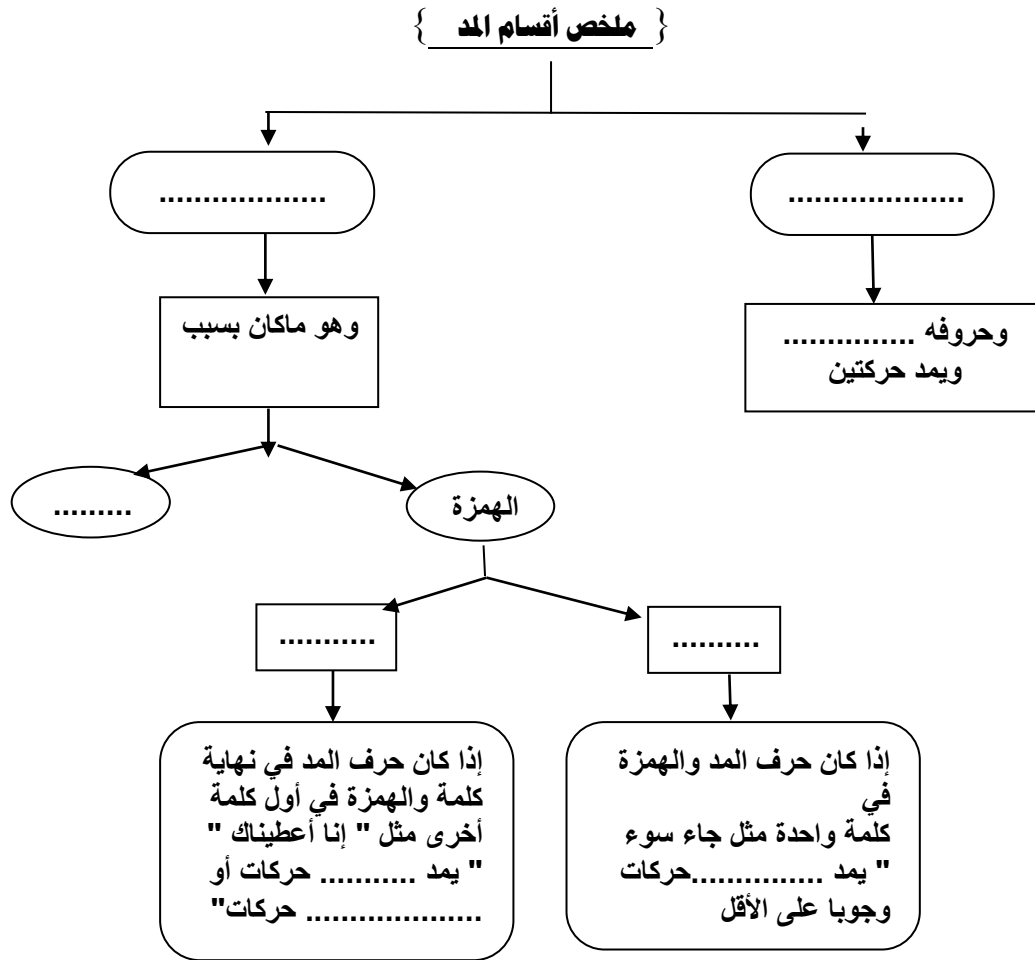 { ملخص أقسام المد }
....................
...................
وحروفه ...............
ويمد حركتين
وهو ماكان بسبب
الهمزة
.........
..........
...........
إذا كان حرف المد والهمزة
في
كلمة واحدة مثل جاء سوء
" يمد ...............حركات
وجوبا على الأقل
إذا كان حرف المد في نهاية
كلمة والهمزة في أول كلمة
أخرى مثل " إنا أعطيناك "
" يمد ........... حركات أو
.................... حركات"